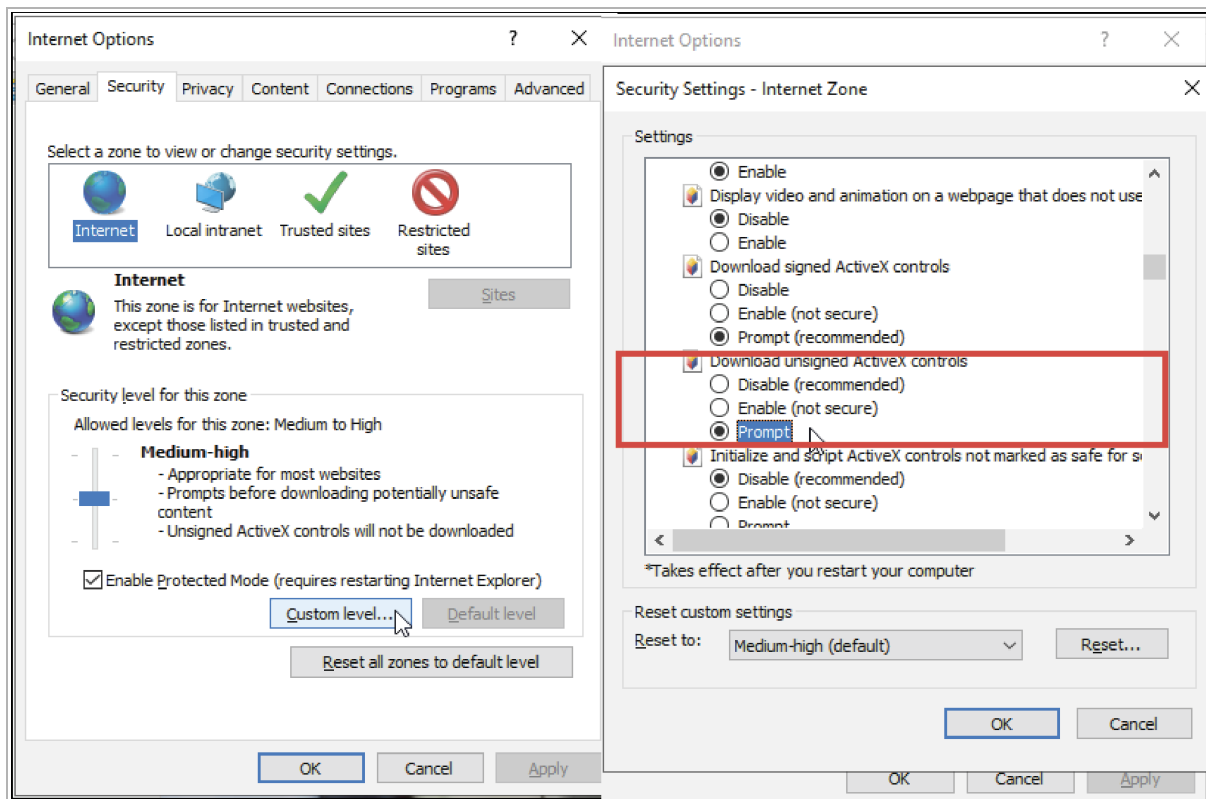 Internet Options
?
General
Security
Privacy
Content
Connections
Programs
Advanced
Select a zone to view or change security settings.
Internet
Local intranet
Trusted sites
Restricted
sites
Internet
This zone is for Internet websites,
except those listed in trusted and
restricted zones.
Sites
Security level for this zone
Allowed levels for this zone: Medium to High
Medium-high
- Appropriate for most websites
- Prompts before downloading potentially unsafe
content
- Unsigned ActiveX controls will not be downloaded
Enable Protected Mode (requires restarting Internet Explorer)
Custom level...
Default level
Reset all zones to default level
OK
Cancel
Apply
Internet Options
?
Security Settings - Internet Zone
Settings
Enable
Display video and animation on a webpage that does not use
Disable
Enable
Download signed ActiveX controls
Disable
Enable (not secure)
Prompt (recommended)
Download unsigned ActiveX controls
Disable (recommended)
Enable (not secure)
Prompt
Initialize and script ActiveX controls not marked as safe for s
Disable (recommended)
Enable (not secure)
Prompt
*Takes effect after you restart your computer
Reset custom settings
Reset to:
Medium-high (default)
Reset...
OK
Cancel
OK
Cancel
Apply